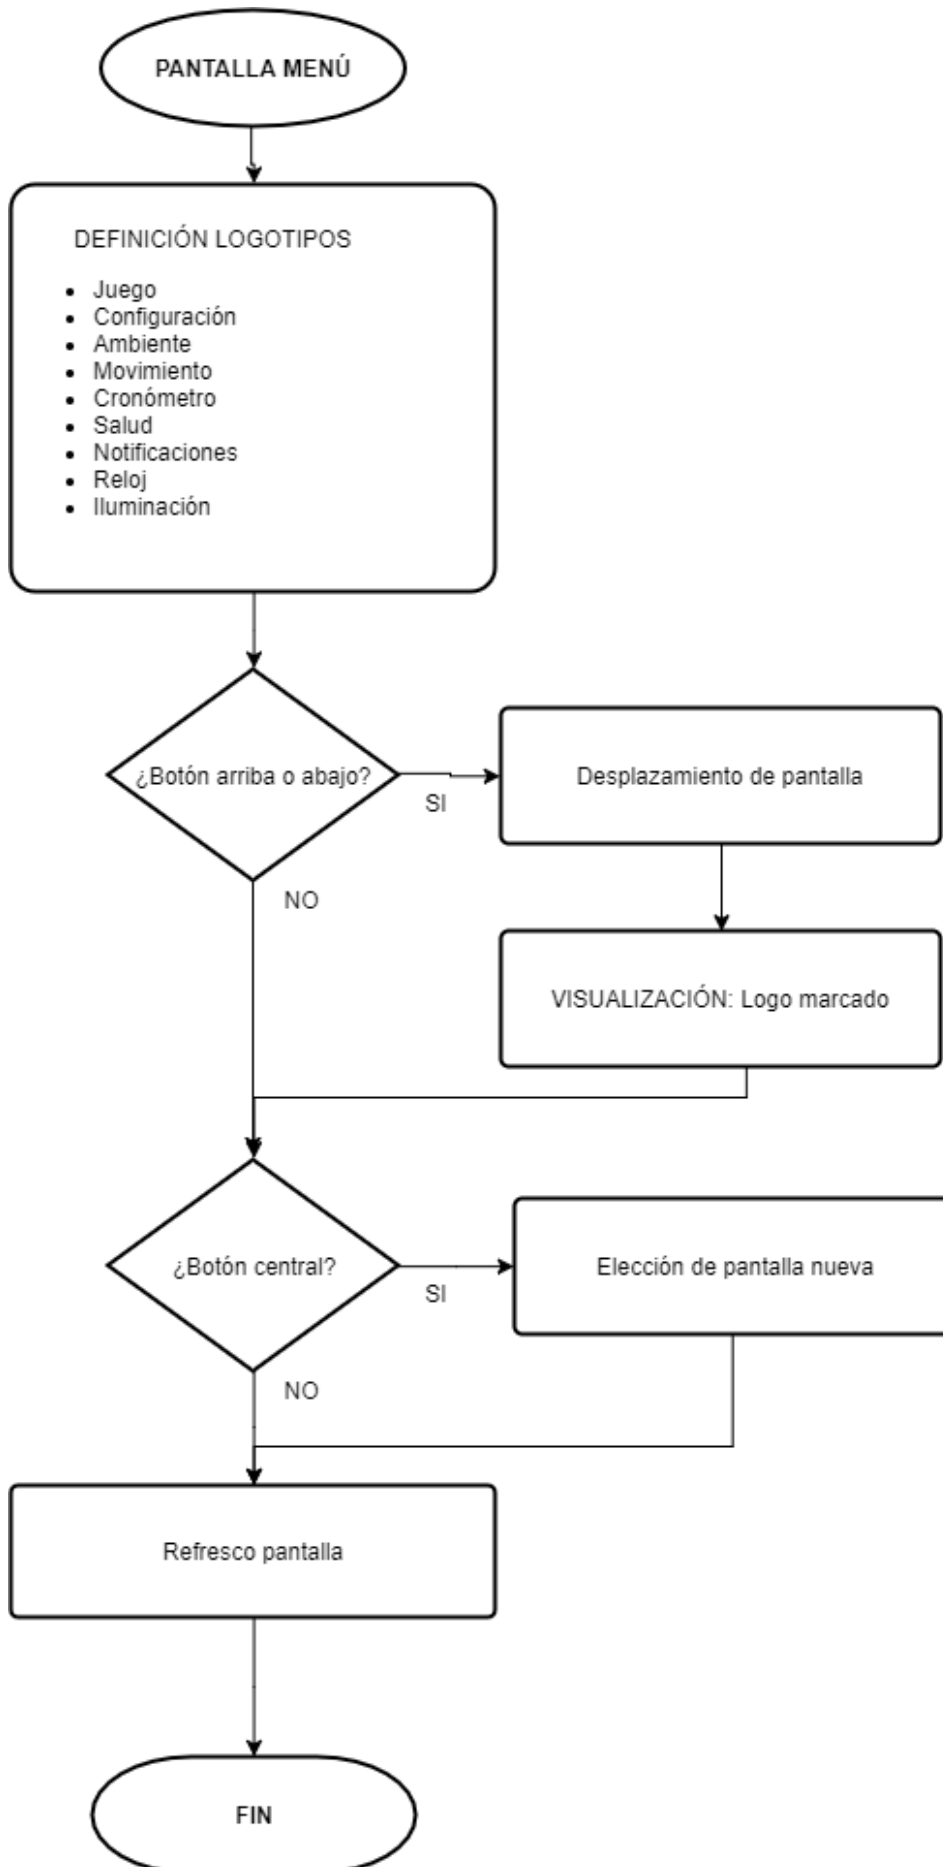 PANTALLA MENÚ
DEFINICIÓN LOGOTIPOS
Juego
Configuración
Ambiente
Movimiento
Cronómetro
Salud
Notificaciones
Reloj
Iluminación
¿Botón arriba o abajo?
SI
Desplazamiento de pantalla
NO
VISUALIZACIÓN: Logo marcado
¿Botón central?
SI
Elección de pantalla nueva
NO
Refresco pantalla
FIN